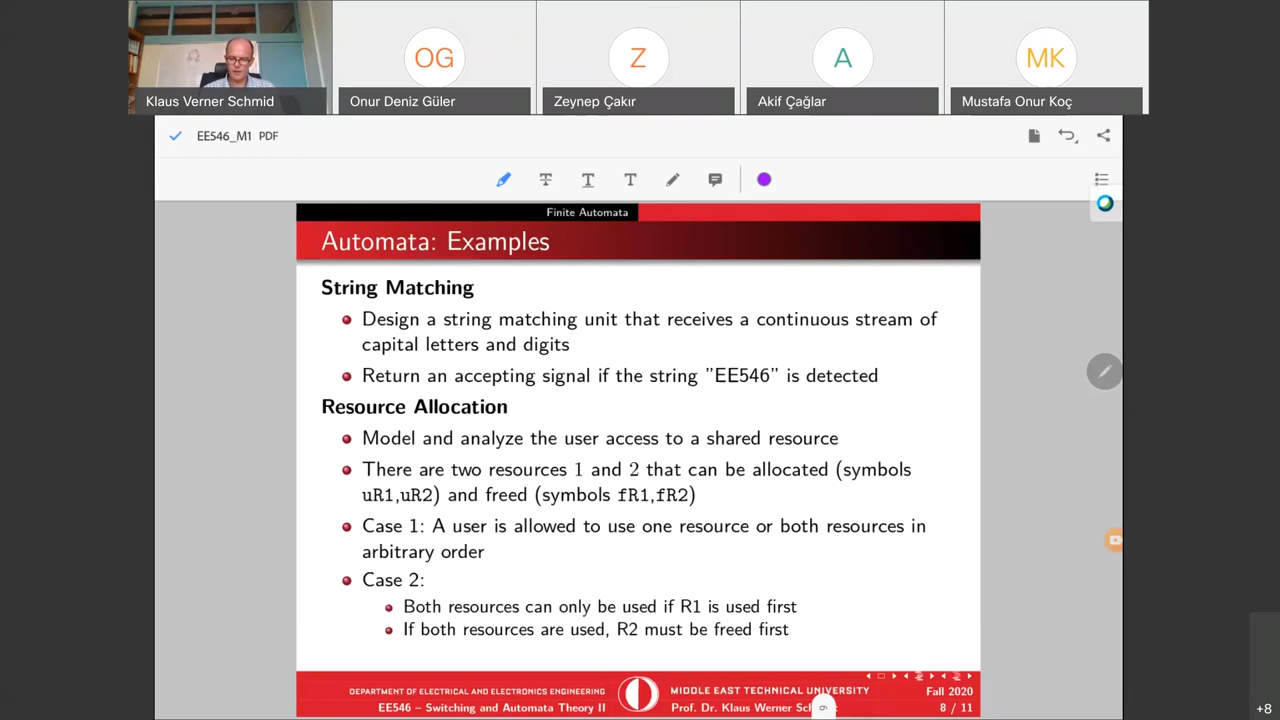 OG
Z
A
MK
Klaus Verner Schmid
Onur Deniz Güler
Zeynep Çakır
Akif Çağlar
Mustafa Onur Koç
EE546_M1 PDF
Finite Automata
Automata: Examples
String Matching
Design a string matching unit that receives a continuous stream of
capital letters and digits
Return an accepting signal if the string "EE546" is detected
Resource Allocation
Model and analyze the user access to a shared resource
There are two resources 1 and 2 that can be allocated (symbols
uR1,uR2) and freed (symbols fR1,fR2)
Case 1: A user is allowed to use one resource or both resources in
arbitrary order
Case 2:
Both resources can only be used if R1 is used first
If both resources are used, R2 must be freed first
DEPARTMENT OF ELECTRICAL AND ELECTRONICS ENGINEERING
EE546 – Switching and Automata Theory II
MIDDLE EAST TECHNICAL UNIVERSITY
Prof. Dr. Klaus Werner
Fall 2020
8 / 11
+8